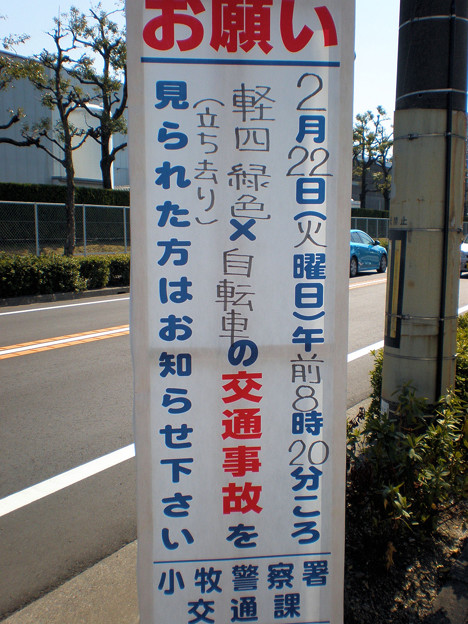 お願い
2月22日(火曜日)午前8時20分ころ
軽四緑色×自転車の交通事故を
(立ち去り)
見られた方はお知らせ下さい
小牧警察署
交通課